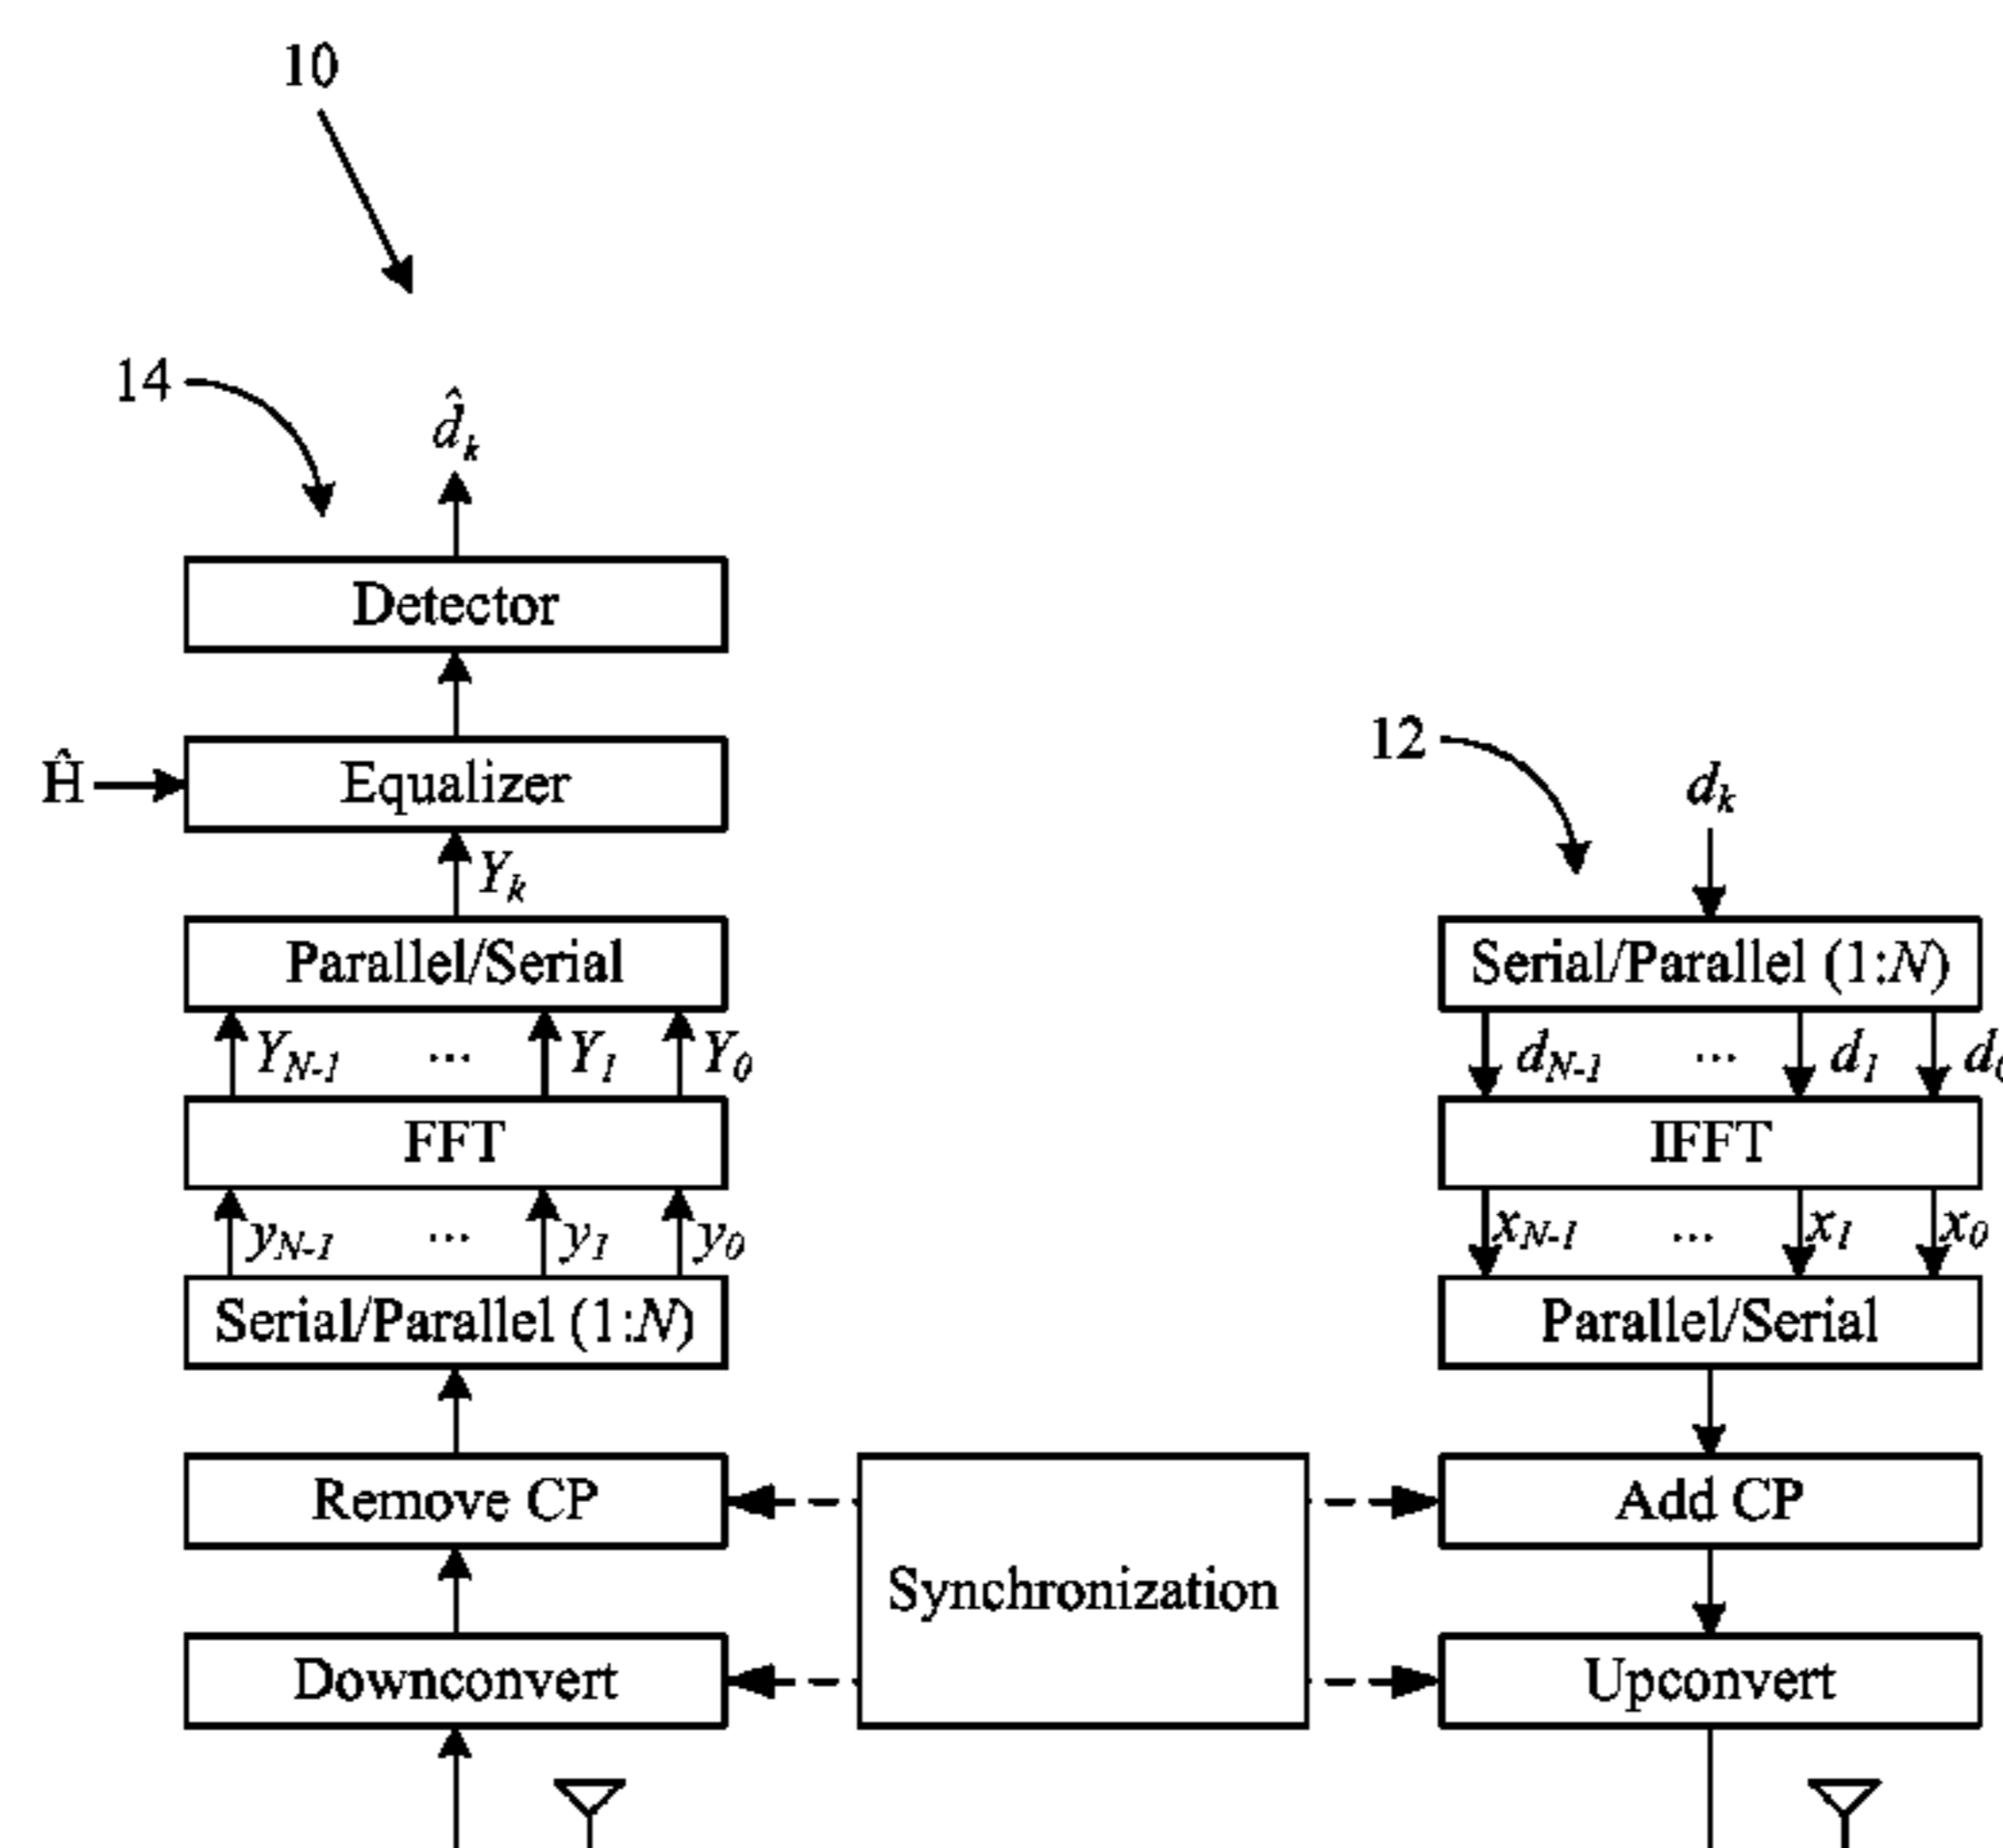 10
14
d̂k
Detector
Ĥ
Equalizer
Yk
Parallel/Serial
YN-1 ... Y1 Y0
FFT
yN-1 ... y1 y0
Serial/Parallel (1:N)
Remove CP
Downconvert
Synchronization
12
dk
Serial/Parallel (1:N)
dN-1 ... d1 d0
IFFT
xN-1 ... x1 x0
Parallel/Serial
Add CP
Upconvert